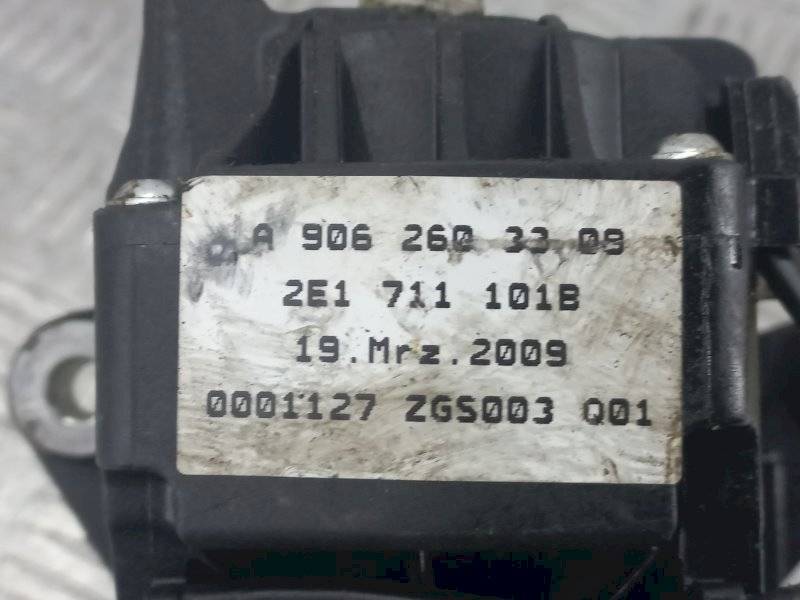 A 906 260 33 09
2E1 711 101B
19.Mrz.2009
0001127 ZGS003 Q01